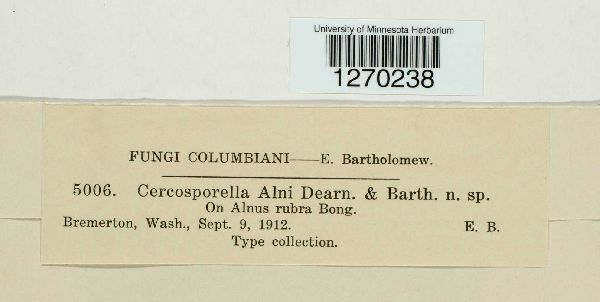 University of Minnesota Herbarium
1270238
FUNGI COLUMBIANI——E. Bartholomew.
5006. Cercosporella Alni Dearn. & Barth. n. sp.
On Alnus rubra Bong.
Bremerton, Wash., Sept. 9, 1912. E. B.
Type collection.